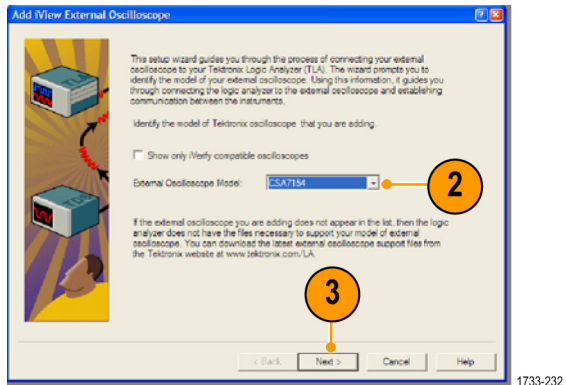 Add iView External Oscilloscope
This setup wizard guides you through the process of connecting your external
oscilloscope to your Tektronix Logic Analyzer (TLA). The wizard prompts you to
identify the model of your external oscilloscope. Using this information, it guides you
through connecting the logic analyzer to the external oscilloscope and establishing
communication between the instruments.
Identify the model of Tektronix oscilloscope that you are adding.
Show only iVerify compatible oscilloscopes
External Oscilloscope Model: CSA7154
2
If the external oscilloscope you are adding does not appear in the list, then the logic
analyzer does not have the files necessary to support your model of external
oscilloscope. You can download the latest external oscilloscope support files from
the Tektronix website at www.tektronix.com/LA.
3
< Back Next > Cancel Help
1733-232
TLA
TDS